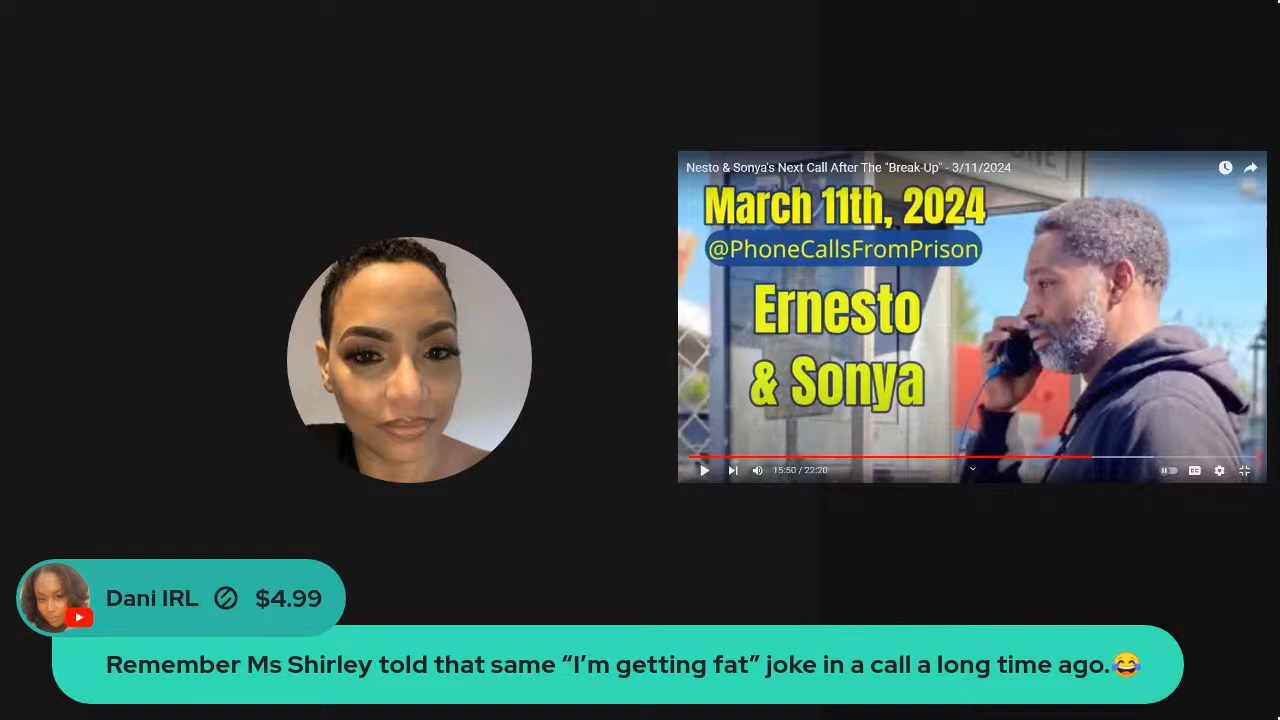 Nesto & Sonya's Next Call After The "Break-Up" - 3/11/2024
March 11th, 2024
@PhoneCallsFromPrison
Ernesto
& Sonya
15:50 / 22:20
CC
Dani IRL $4.99
Remember Ms Shirley told that same “I’m getting fat” joke in a call a long time ago.😂